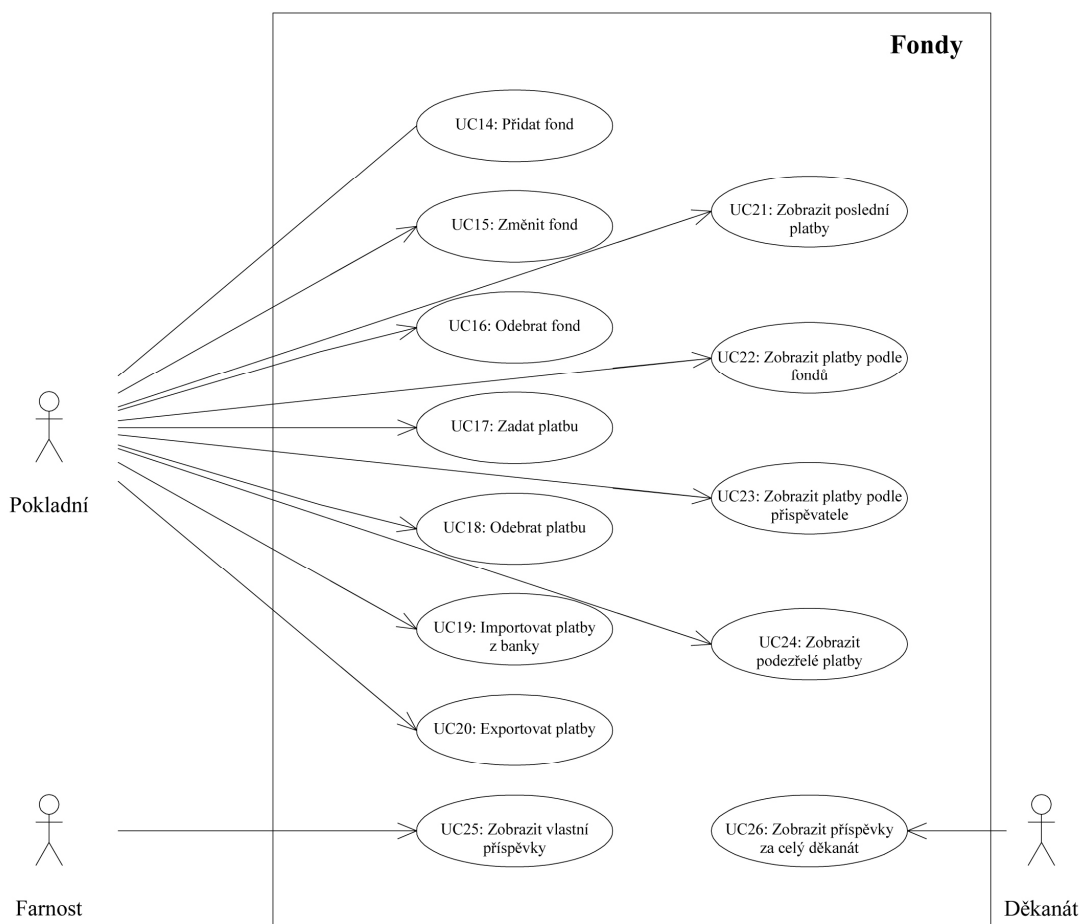 Fondy
UC14: Přidat fond
UC15: Změnit fond
UC21: Zobrazit poslední
platby
UC16: Odebrat fond
UC22: Zobrazit platby podle
fondů
UC17: Zadat platbu
Pokladní
UC23: Zobrazit platby podle
přispěvatele
UC18: Odebrat platbu
UC19: Importovat platby
z banky
UC24: Zobrazit
podezřelé platby
UC20: Exportovat platby
UC25: Zobrazit vlastní
příspěvky
UC26: Zobrazit příspěvky
za celý děkanát
Farnost
Děkanát